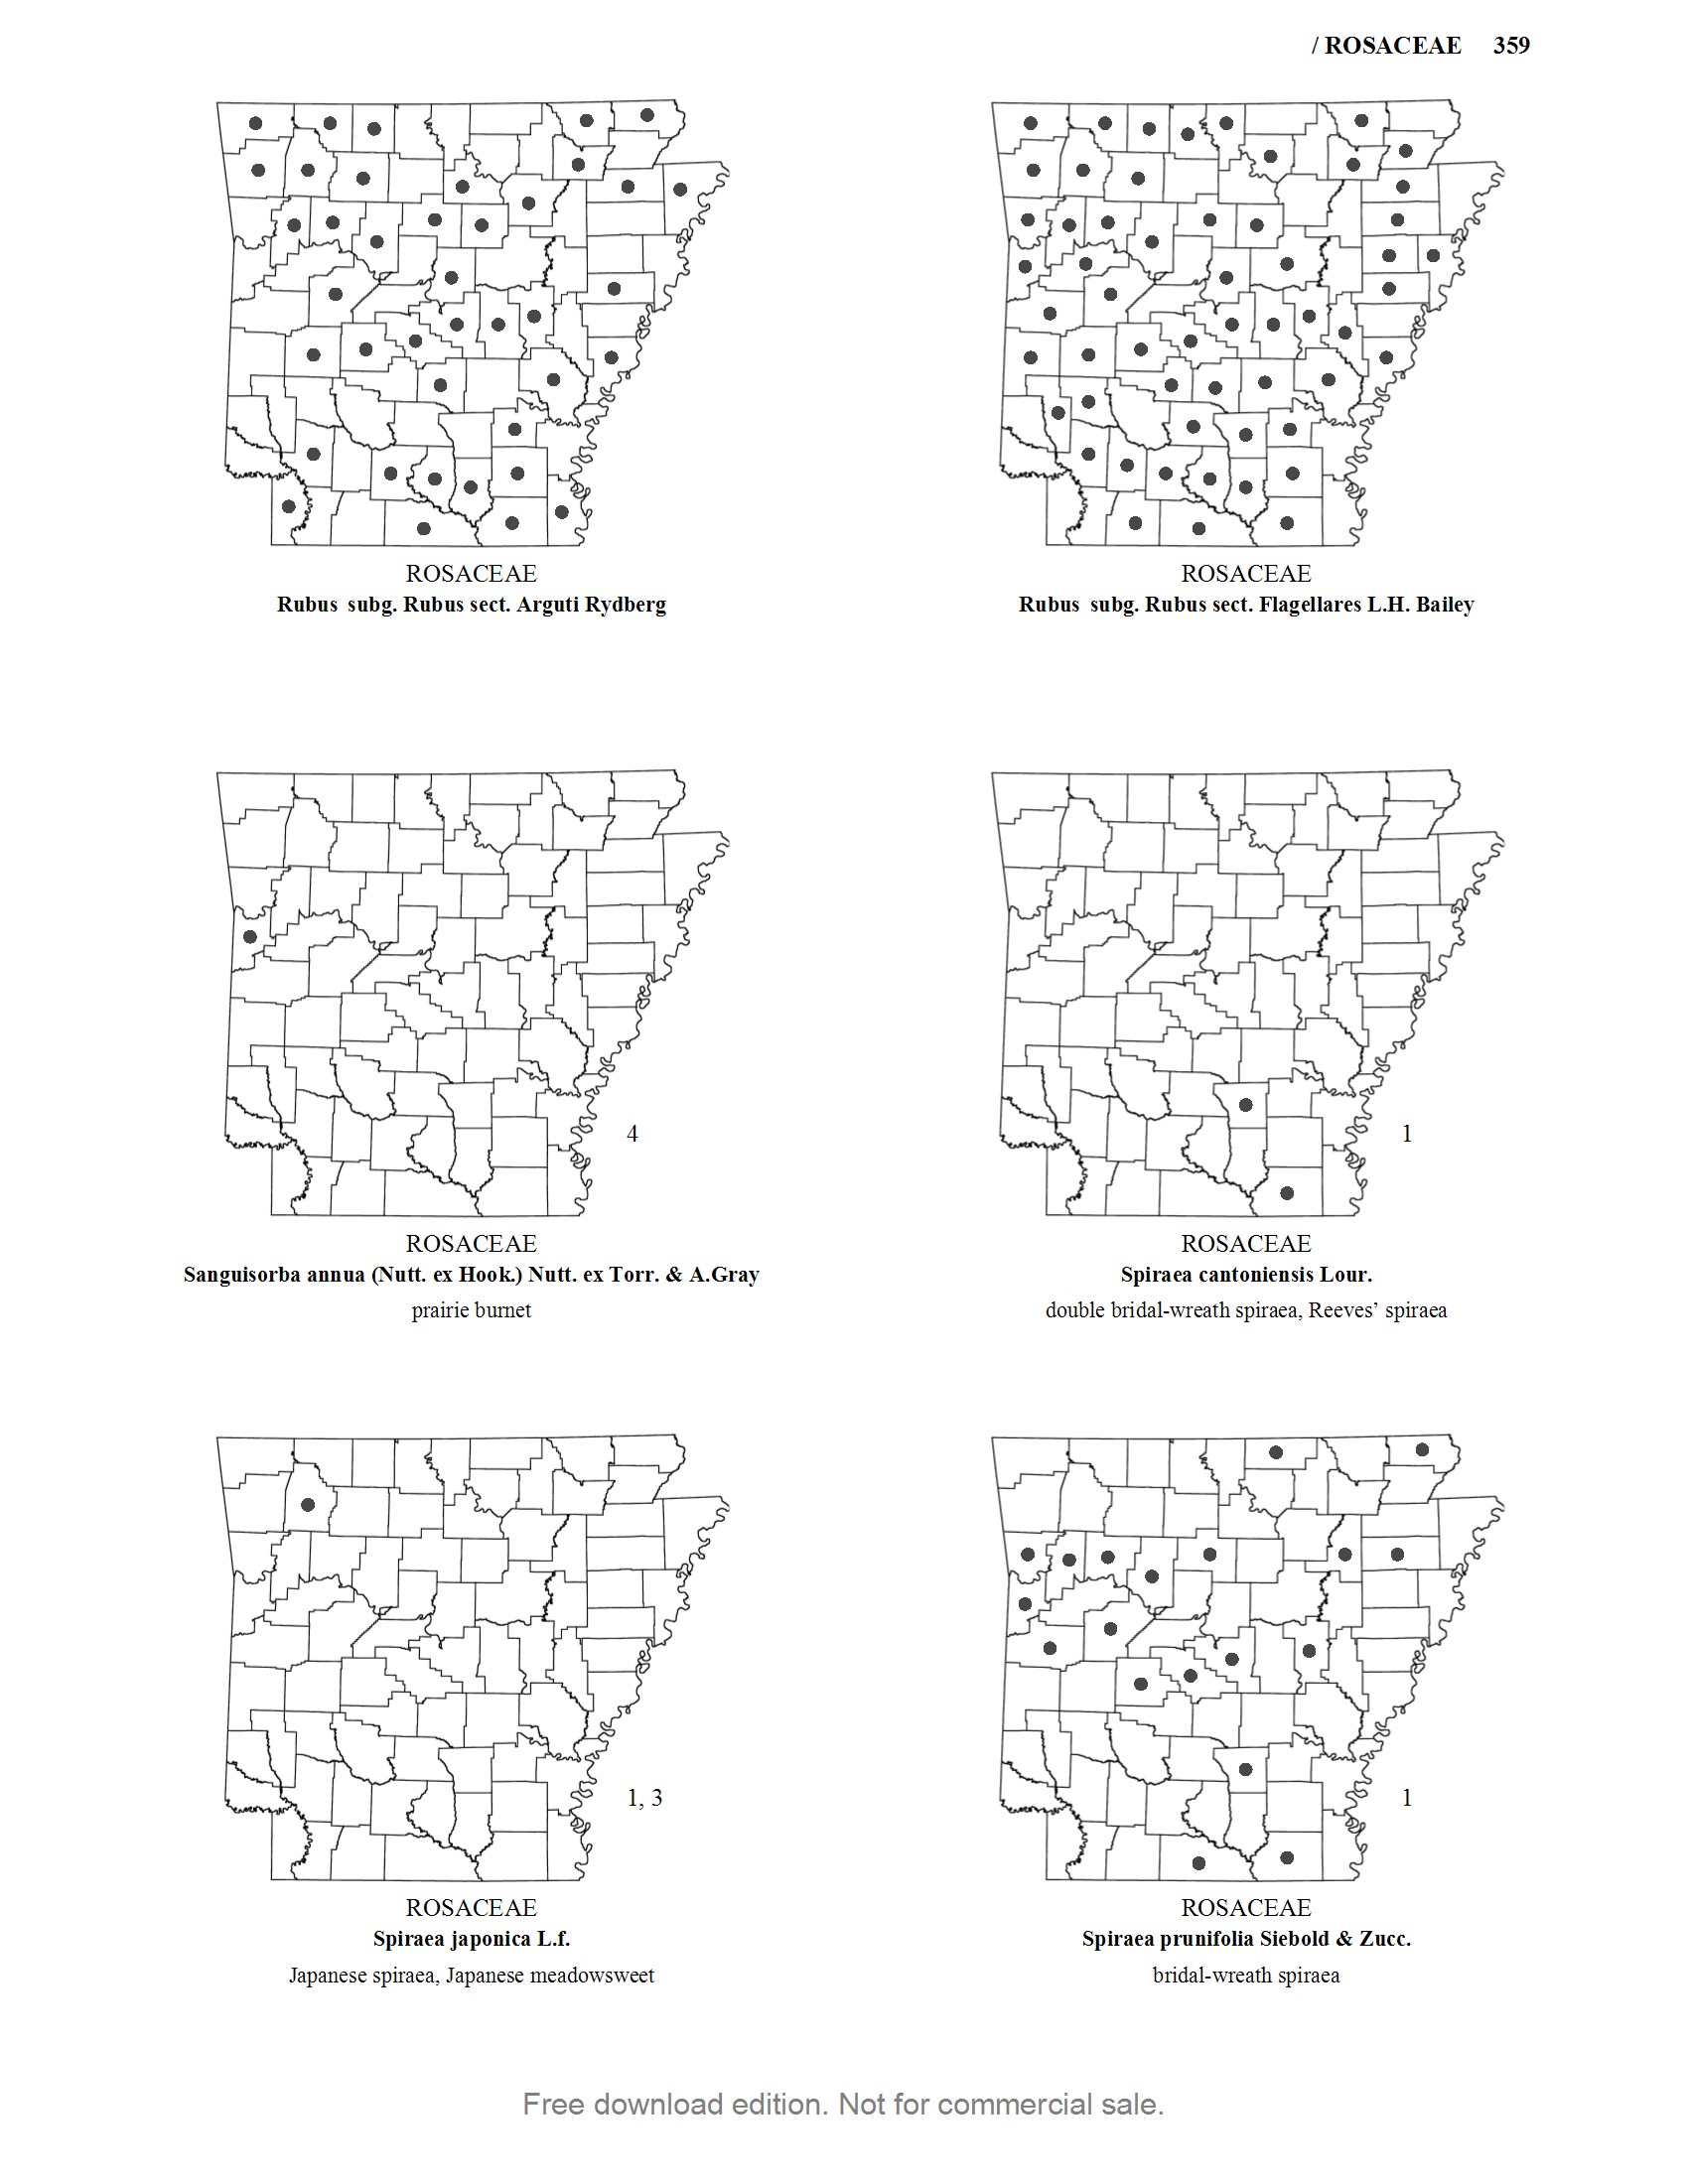 / ROSACEAE 359
ROSACEAE
Rubus subg. Rubus sect. Arguti Rydberg
ROSACEAE
Rubus subg. Rubus sect. Flagellares L.H. Bailey
4
ROSACEAE
Sanguisorba annua (Nutt. ex Hook.) Nutt. ex Torr. & A.Gray
prairie burnet
1
ROSACEAE
Spiraea cantoniensis Lour.
double bridal-wreath spiraea, Reeves’ spiraea
1, 3
ROSACEAE
Spiraea japonica L.f.
Japanese spiraea, Japanese meadowsweet
1
ROSACEAE
Spiraea prunifolia Siebold & Zucc.
bridal-wreath spiraea
Free download edition. Not for commercial sale.